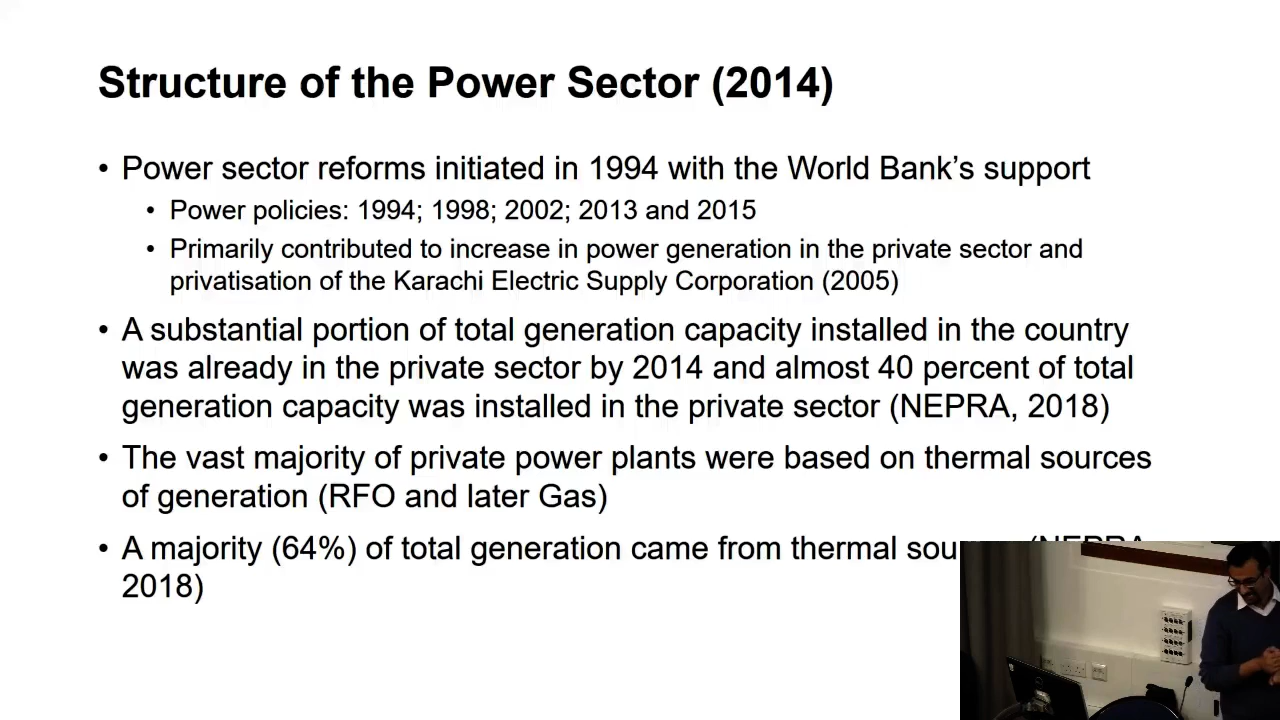 Structure of the Power Sector (2014)
• Power sector reforms initiated in 1994 with the World Bank’s support
• Power policies: 1994; 1998; 2002; 2013 and 2015
• Primarily contributed to increase in power generation in the private sector and
privatisation of the Karachi Electric Supply Corporation (2005)
• A substantial portion of total generation capacity installed in the country
was already in the private sector by 2014 and almost 40 percent of total
generation capacity was installed in the private sector (NEPRA, 2018)
• The vast majority of private power plants were based on thermal sources
of generation (RFO and later Gas)
• A majority (64%) of total generation came from thermal (NEPRA
2018)